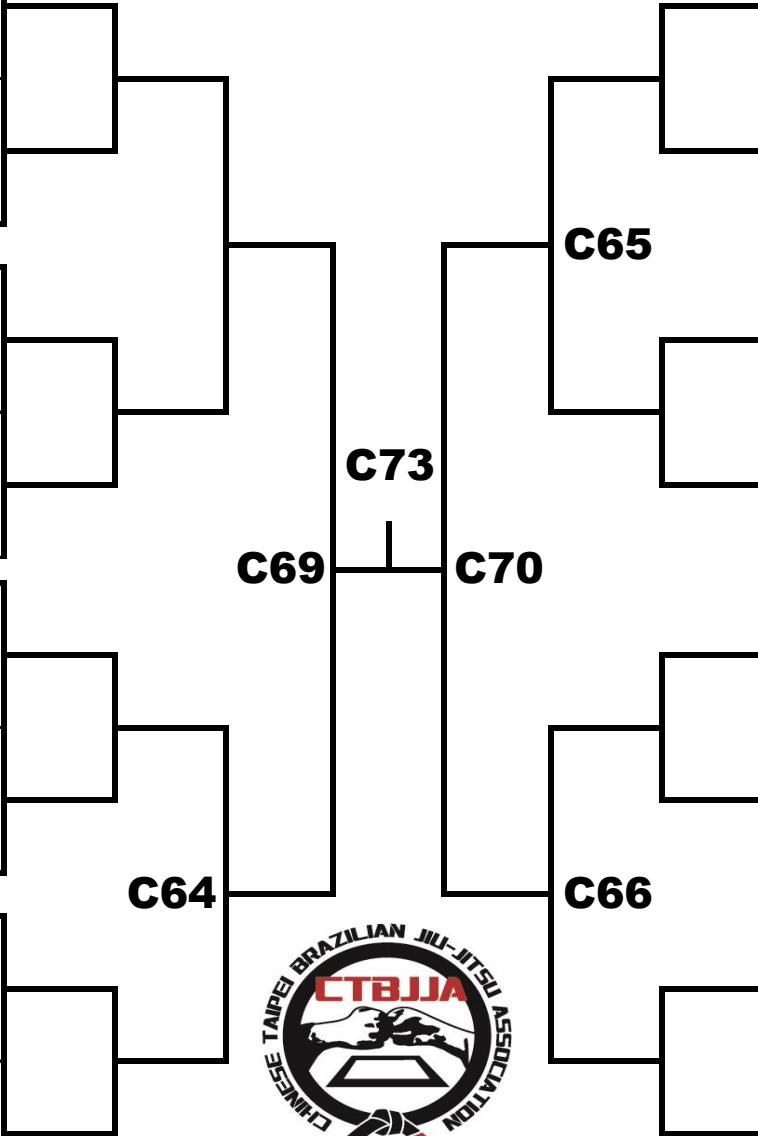 C65
C73
C69
C70
C64
C66
CHINESE TAIPEI BRAZILIAN JIU-JITSU ASSOCIATION
CTBJJA